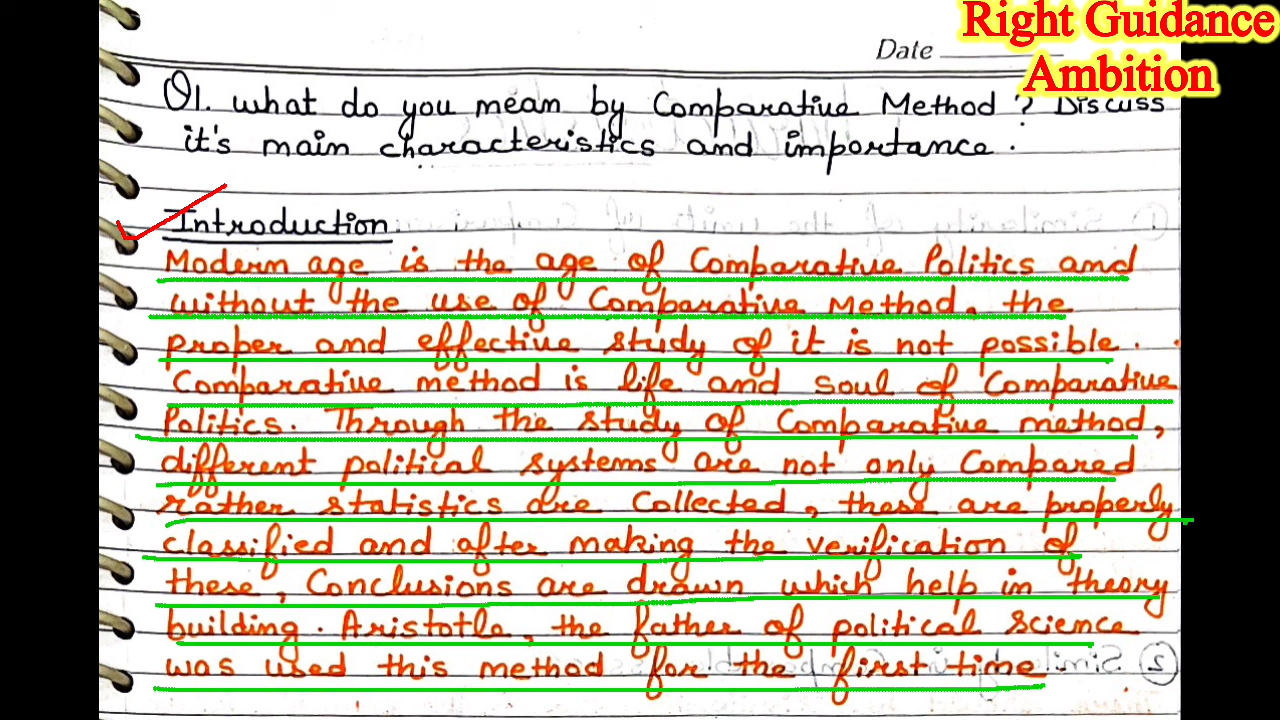 Right Guidance
Ambition
Date
Q1. what do you mean by Comparative Method? Discuss
it's main characteristics and importance.
Introduction
Modern age is the age of Comparative Politics and
without the use of Comparative Method, the
proper and effective study of it is not possible.
Comparative method is life and soul of Comparative
Politics. Through the study of Comparative method,
different political systems are not only Compared
rather statistics are Collected, these are properly
classified and after making the verification of
these, Conclusions are drawn which help in theory
building. Aristotle, the father of political science
was used this method for the first time